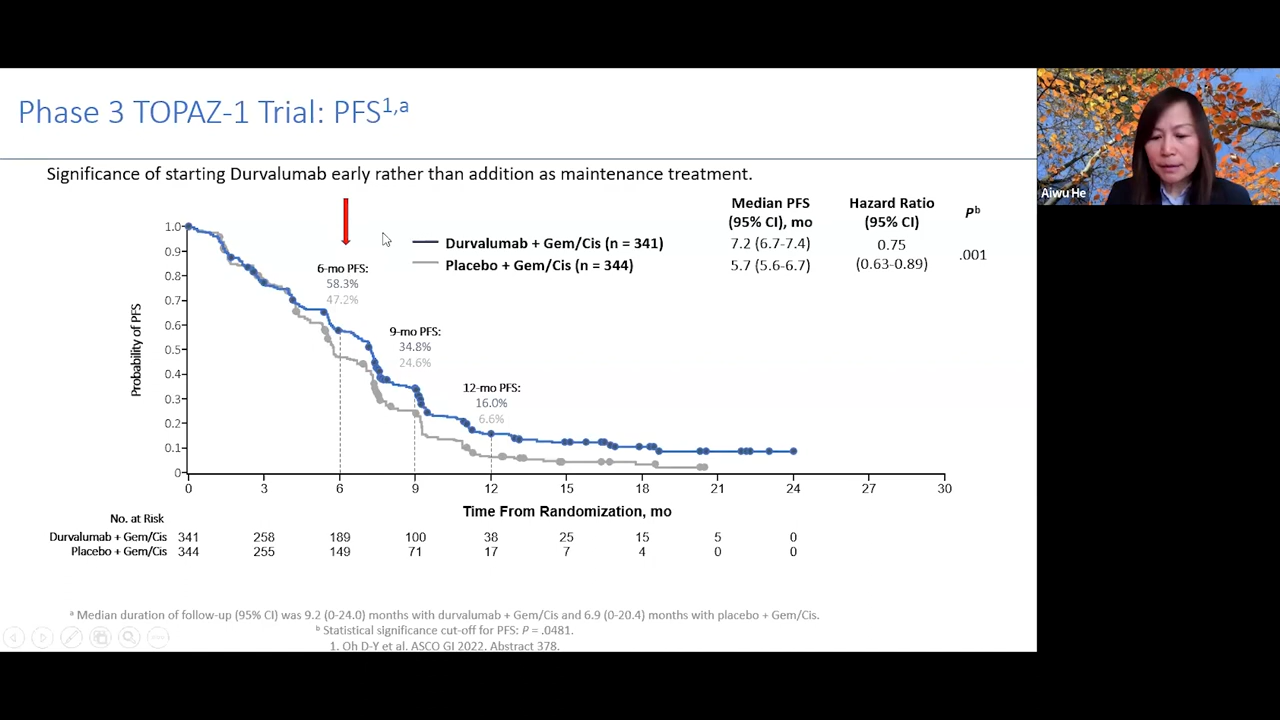 Phase 3 TOPAZ-1 Trial: PFS1,a
Significance of starting Durvalumab early rather than addition as maintenance treatment.
Aiwu He
Median PFS (95% CI), mo
Hazard Ratio (95% CI)
Pb
Durvalumab + Gem/Cis (n = 341) 7.2 (6.7-7.4)
Placebo + Gem/Cis (n = 344) 5.7 (5.6-6.7)
0.75
(0.63-0.89)
.001
6-mo PFS:
58.3%
47.2%
9-mo PFS:
34.8%
24.6%
12-mo PFS:
16.0%
6.6%
Probability of PFS
1.0
0.9
0.8
0.7
0.6
0.5
0.4
0.3
0.2
0.1
0
0 3 6 9 12 15 18 21 24 27 30
Time From Randomization, mo
No. at Risk
Durvalumab + Gem/Cis 341 258 189 100 38 25 15 5 0
Placebo + Gem/Cis 344 255 149 71 17 7 4 0 0
a Median duration of follow-up (95% CI) was 9.2 (0-24.0) months with durvalumab + Gem/Cis and 6.9 (0-20.4) months with placebo + Gem/Cis.
b Statistical significance cut-off for PFS: P = .0481.
1. Oh D-Y et al. ASCO GI 2022. Abstract 378.